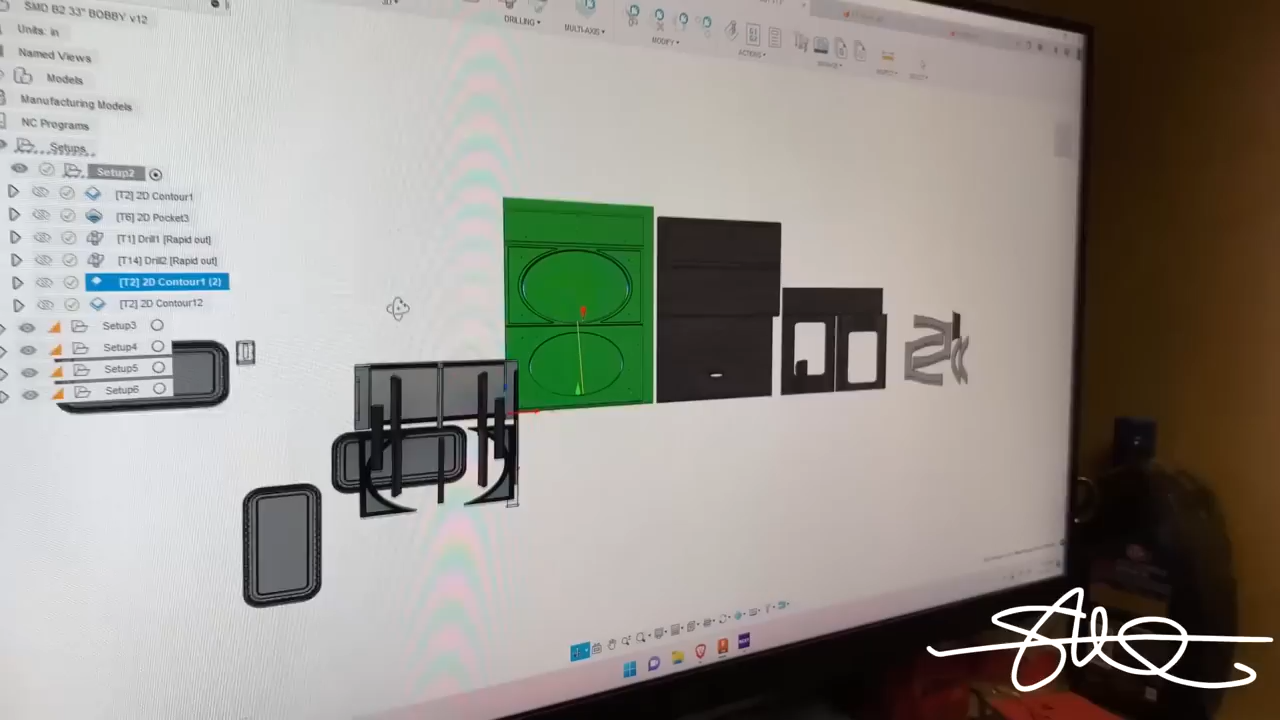 SMD B2 33" BOBBY v12
Units: in
Named Views
Models
Manufacturing Models
NC Programs
Setups
Setup2
[T2] 2D Contour1
[T6] 2D Pocket3
[T1] Drill1 [Rapid out]
[T14] Drill2 [Rapid out]
[T2] 2D Contour1 (2)
[T2] 2D Contour12
Setup3
Setup4
Setup5
Setup6
DRILLING
MULTI-AXIS
MODIFY
ACTIONS